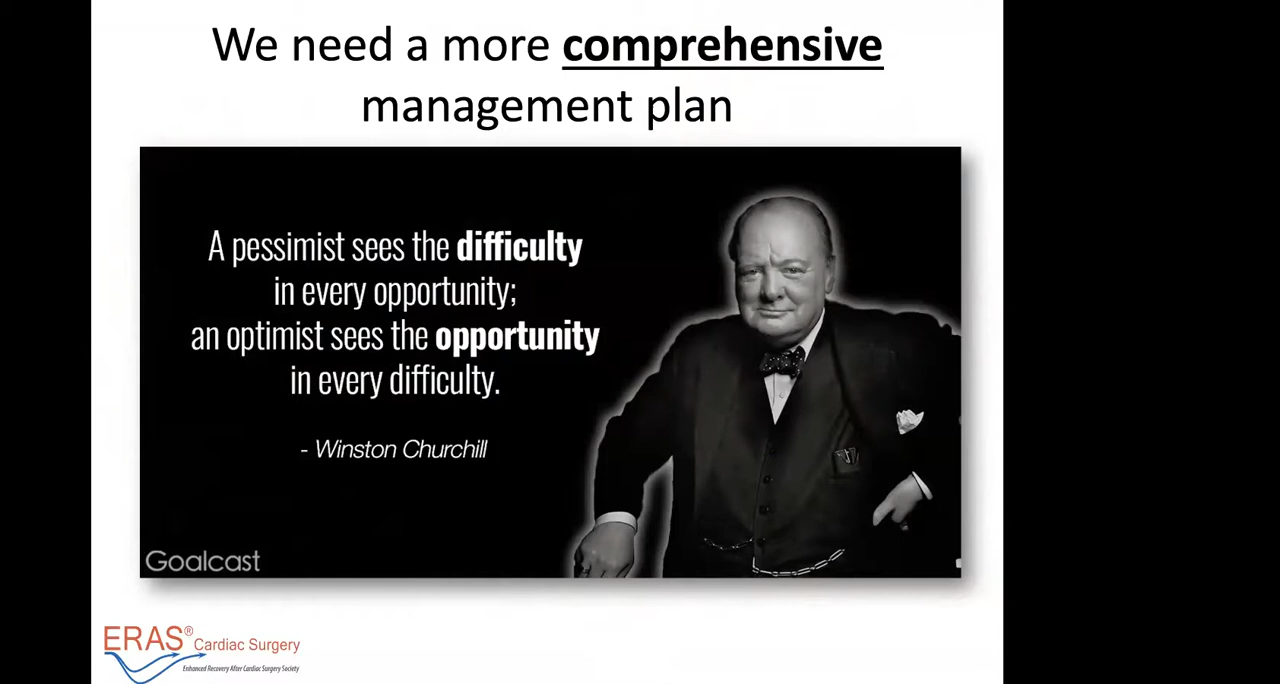 We need a more comprehensive
management plan
A pessimist sees the difficulty
in every opportunity;
an optimist sees the opportunity
in every difficulty.
- Winston Churchill
Goalcast
ERAS® Cardiac Surgery
Enhanced Recovery After Cardiac Surgery Society